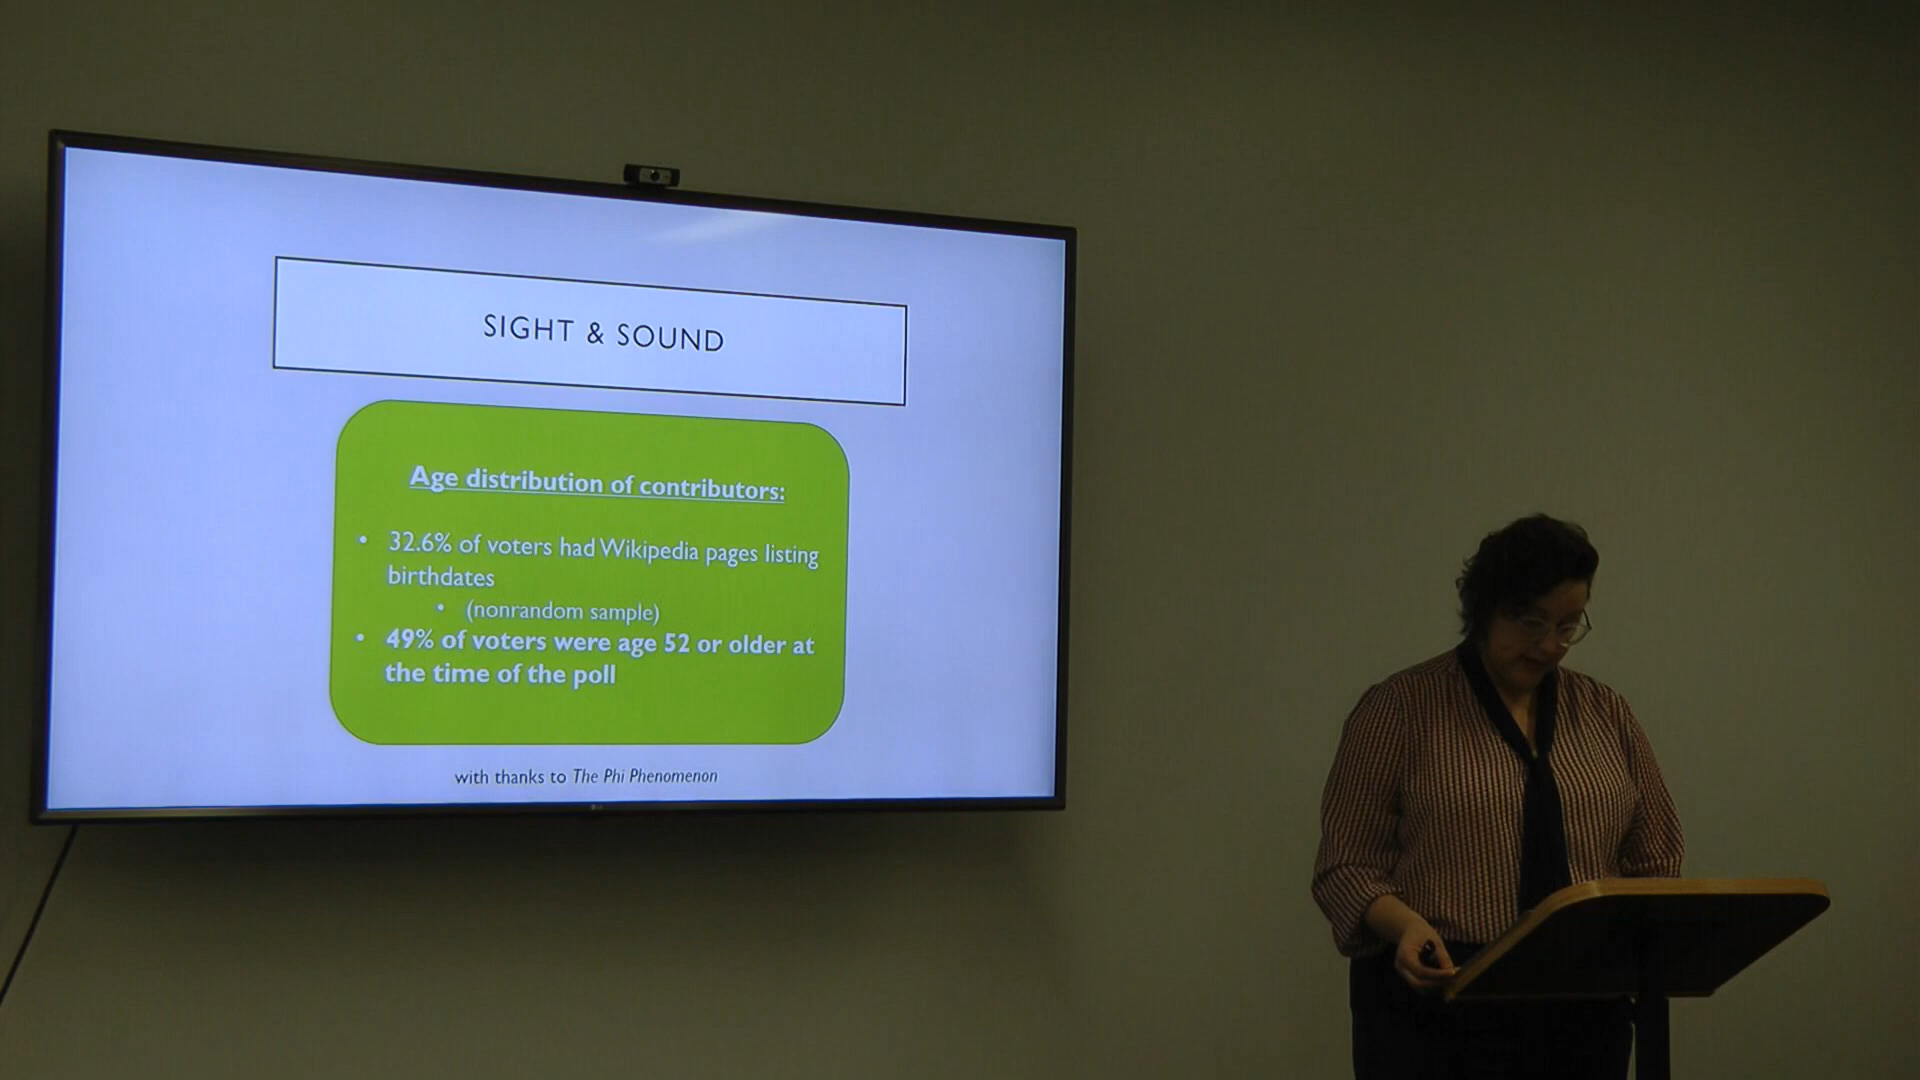 SIGHT & SOUND
Age distribution of contributors:
• 32.6% of voters had Wikipedia pages listing
birthdates
• (nonrandom sample)
• 49% of voters were age 52 or older at
the time of the poll
with thanks to The Phi Phenomenon